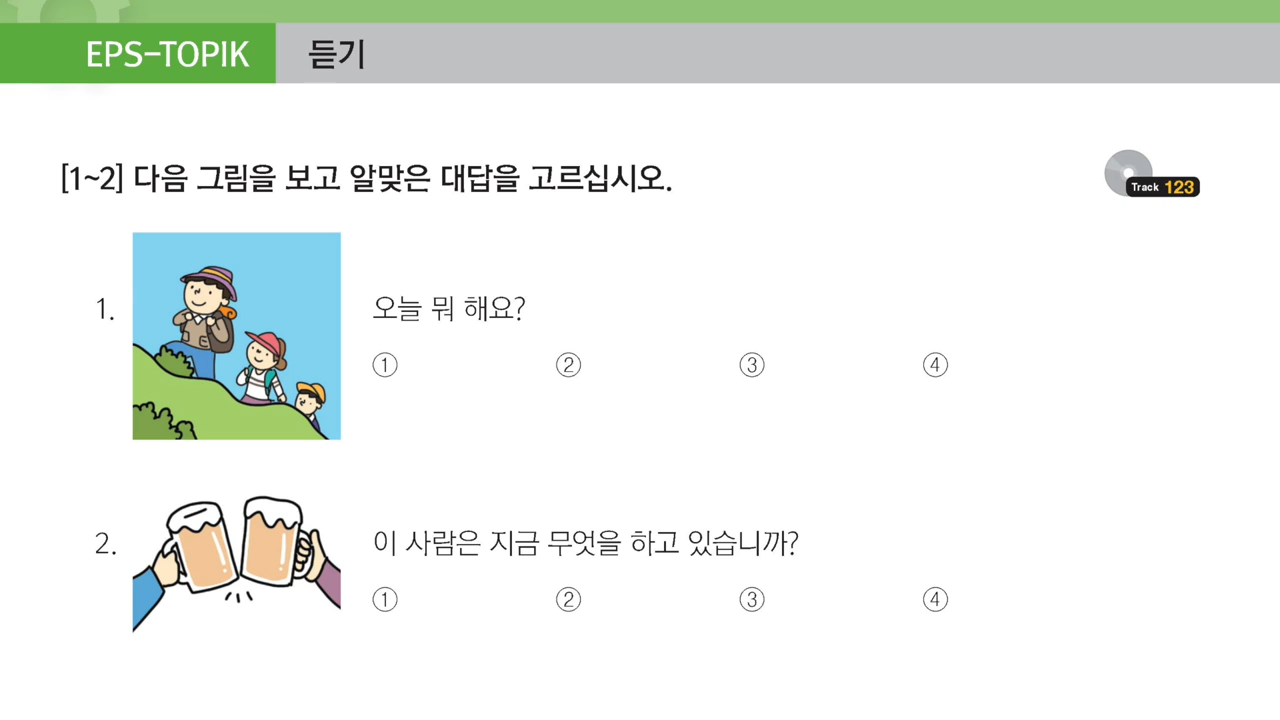 EPS-TOPIK 듣기
[1~2] 다음 그림을 보고 알맞은 대답을 고르십시오.
Track 123
1. 오늘 뭐 해요?
① ② ③ ④
2. 이 사람은 지금 무엇을 하고 있습니까?
① ② ③ ④